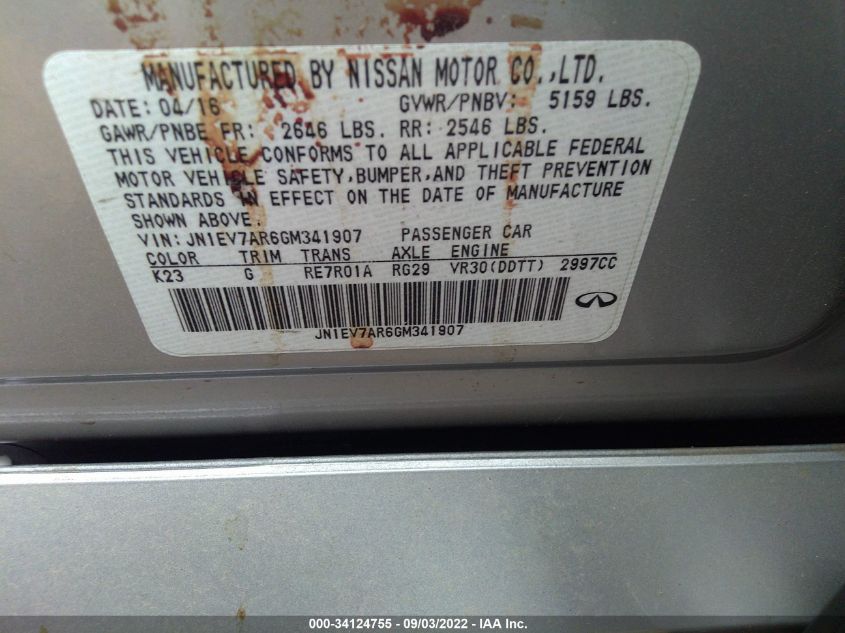 MANUFACTURED BY NISSAN MOTOR CO.,LTD.
DATE: 04/16 GVWR/PNBV: 5159 LBS.
GAWR/PNBE FR: 2646 LBS. RR: 2546 LBS.
THIS VEHICLE CONFORMS TO ALL APPLICABLE FEDERAL
MOTOR VEHICLE SAFETY,BUMPER,AND THEFT PREVENTION
STANDARDS IN EFFECT ON THE DATE OF MANUFACTURE
SHOWN ABOVE.
VIN: JN1EV7AR6GM341907 PASSENGER CAR
COLOR TRIM TRANS AXLE ENGINE
K23 G RE7R01A RG29 VR30(DDTT) 2997CC
JN1EV7AR6GM341907
000-34124755 - 09/03/2022 - IAA Inc.